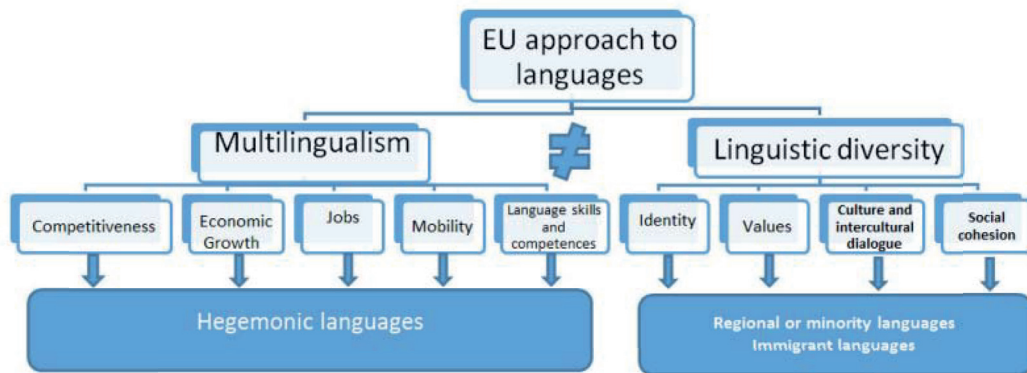 EU approach to
languages
Multilingualism
≠
Linguistic diversity
Competitiveness
Economic
Growth
Jobs
Mobility
Language skills
and
competences
Identity
Values
Culture and
intercultural
dialogue
Social
cohesion
Hegemonic languages
Regional or minority languages
Immigrant languages